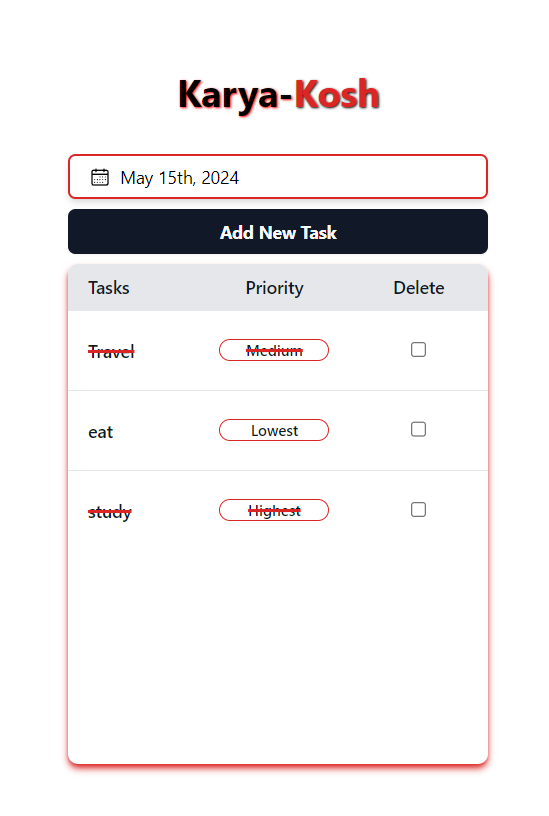 Karya-Kosh
May 15th, 2024
Add New Task
Tasks Priority Delete
Travel Medium
eat Lowest
study Highest